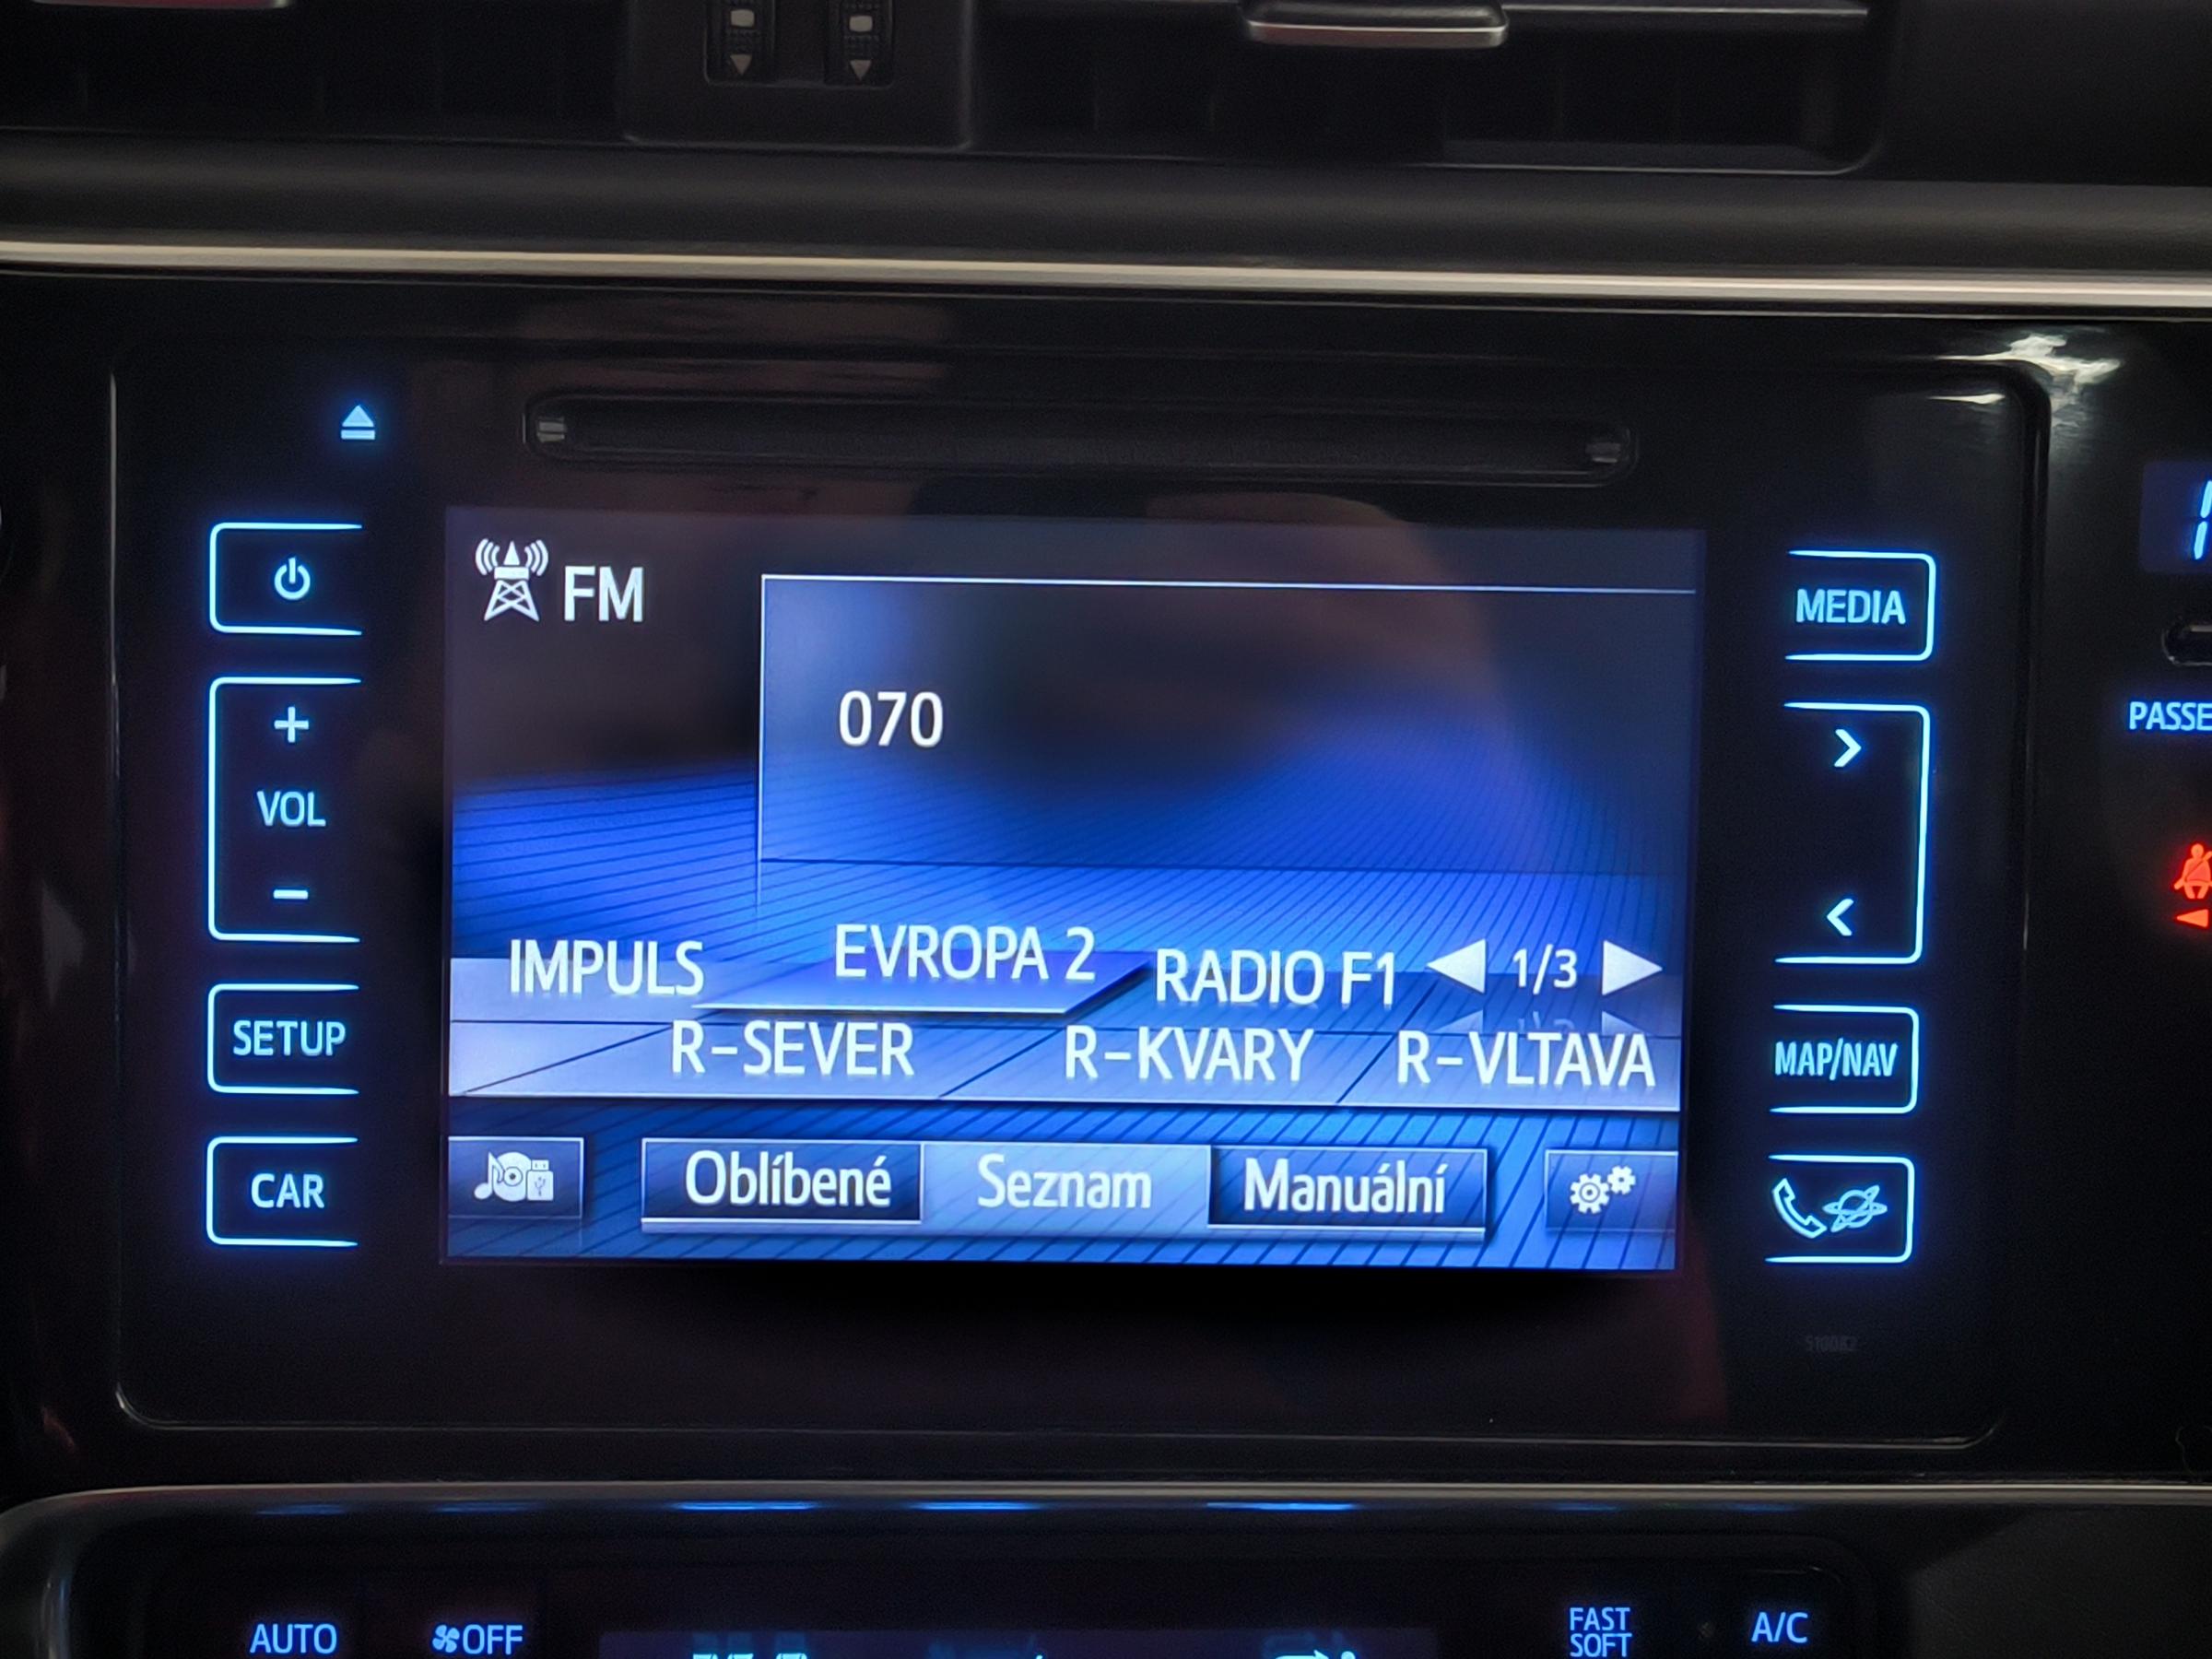 FM
MEDIA
070
+
VOL
-
PASSE
IMPULS
EVROPA 2
RADIO F1
1/3
R-SEVER
R-KVARY
R-VLTAVA
SETUP
MAP/NAV
CAR
Oblíbené
Seznam
Manuální
AUTO
OFF
FAST
SOFT
A/C